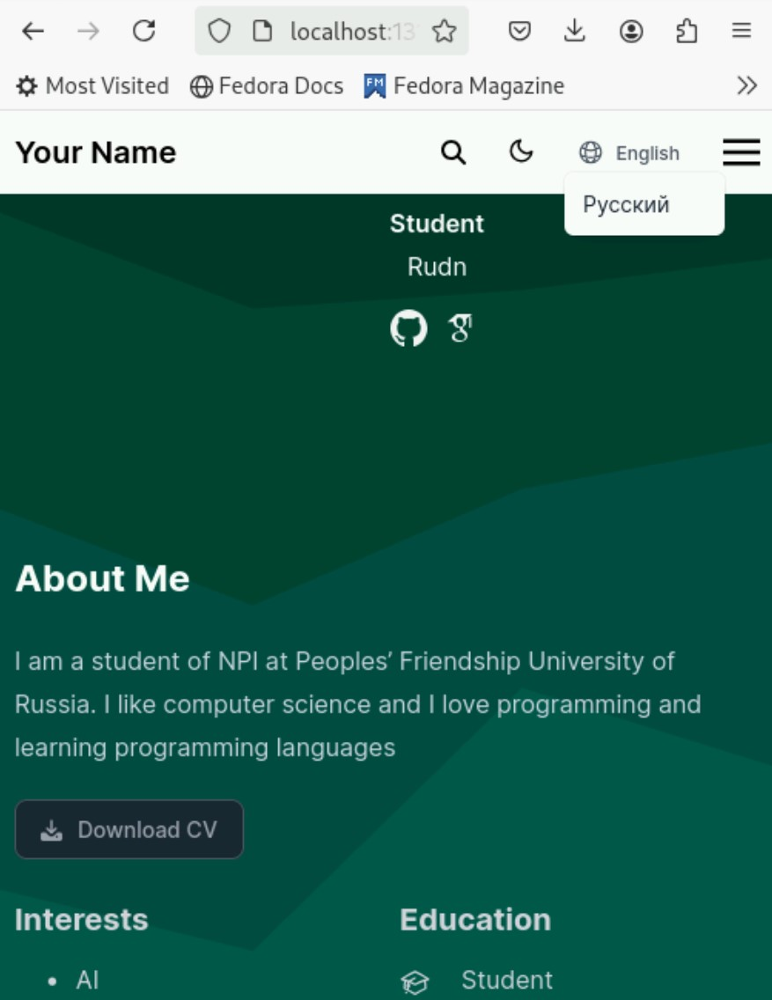 localhost:13
Most Visited Fedora Docs FM Fedora Magazine
Your Name English
Русский
Student
Rudn
About Me
I am a student of NPI at Peoples’ Friendship University of
Russia. I like computer science and I love programming and
learning programming languages
Download CV
Interests Education
• AI Student